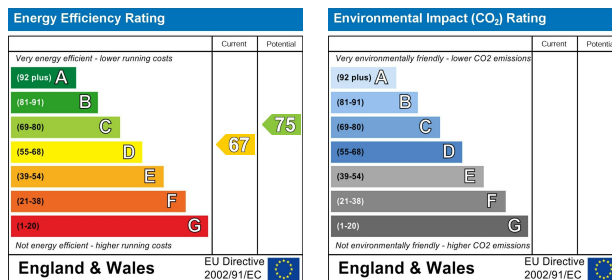 Energy Efficiency Rating
Current Potential
Very energy efficient - lower running costs
(92 plus) A
(81-91) B
(69-80) C
75
(55-68) D
67
(39-54) E
(21-38) F
(1-20) G
Not energy efficient - higher running costs
England & Wales
EU Directive
2002/91/EC
Environmental Impact (CO₂) Rating
Current Potential
Very environmentally friendly - lower CO2 emissions
(92 plus) A
(81-91) B
(69-80) C
(55-68) D
(39-54) E
(21-38) F
(1-20) G
Not environmentally friendly - higher CO2 emissions
England & Wales
EU Directive
2002/91/EC